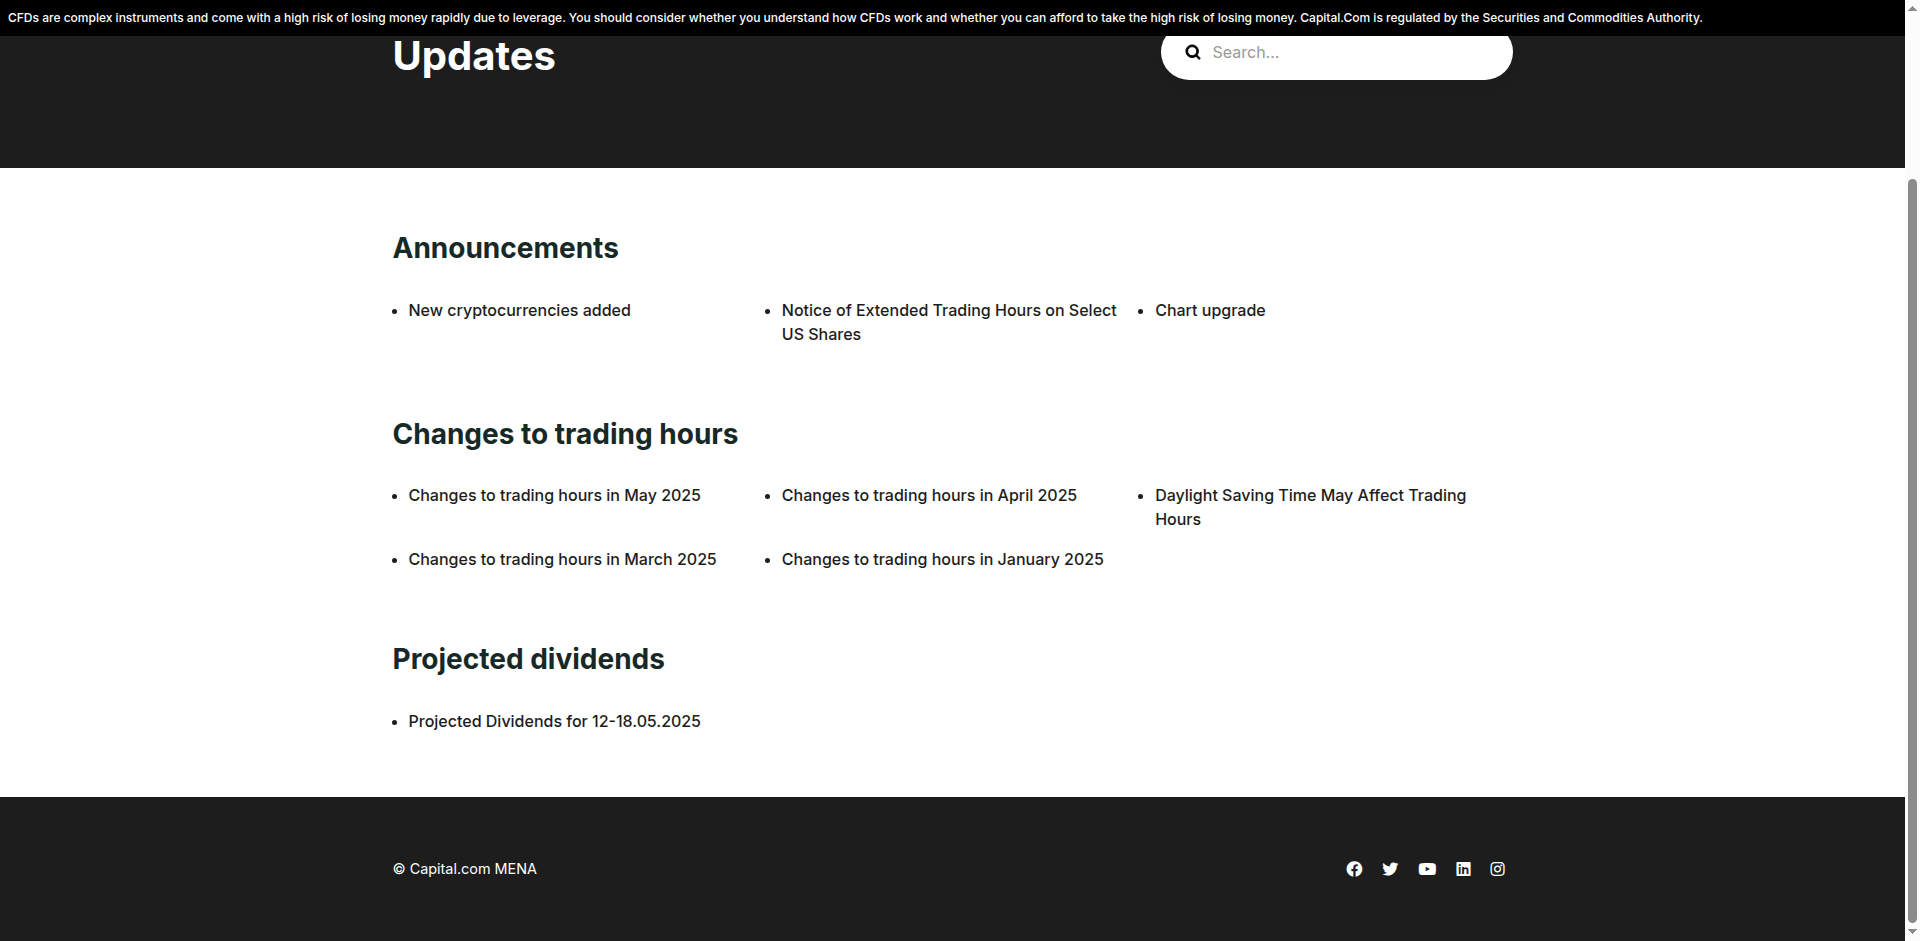 CFDs are complex instruments and come with a high risk of losing money rapidly due to leverage. You should consider whether you understand how CFDs work and whether you can afford to take the high risk of losing money. Capital.Com is regulated by the Securities and Commodities Authority.
Updates
Search...
Announcements
New cryptocurrencies added
Notice of Extended Trading Hours on Select
US Shares
Chart upgrade
Changes to trading hours
Changes to trading hours in May 2025
Changes to trading hours in April 2025
Daylight Saving Time May Affect Trading
Hours
Changes to trading hours in March 2025
Changes to trading hours in January 2025
Projected dividends
Projected Dividends for 12-18.05.2025
© Capital.com MENA